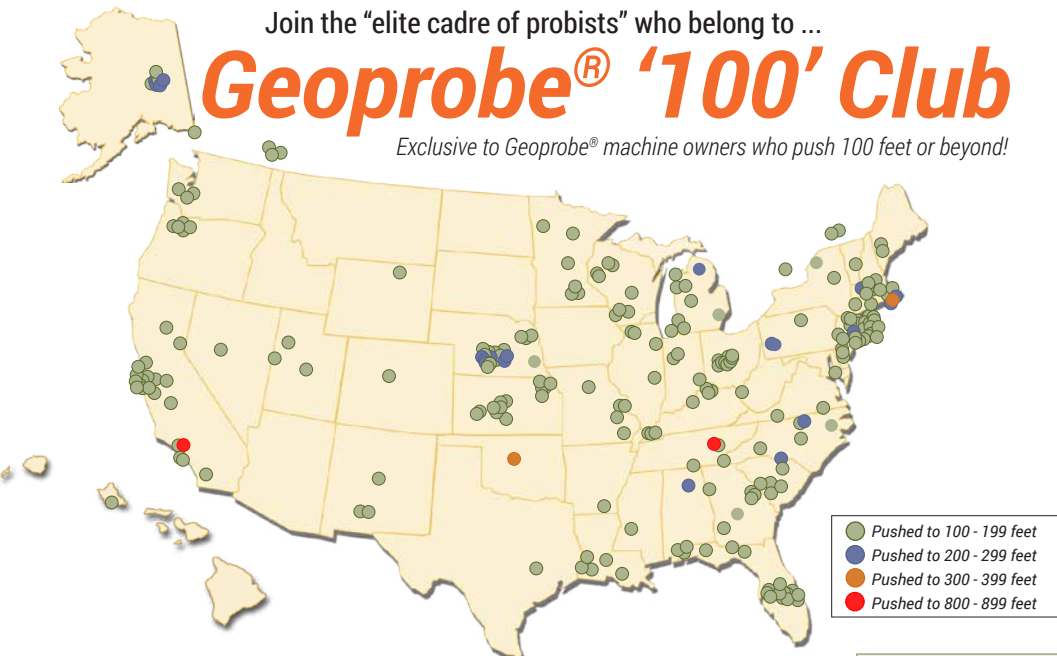 Join the “elite cadre of probists” who belong to ...
Geoprobe® ‘100’ Club
Exclusive to Geoprobe® machine owners who push 100 feet or beyond!
Pushed to 100 - 199 feet
Pushed to 200 - 299 feet
Pushed to 300 - 399 feet
Pushed to 800 - 899 feet